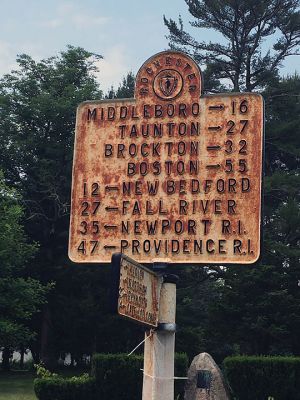 ROCHESTER
MIDDLEBORO — 16
TAUNTON — 27
BROCKTON — 32
BOSTON — 55
12 — NEW BEDFORD
27 — FALL RIVER
35 — NEWPORT R.I.
47 — PROVIDENCE R.I.